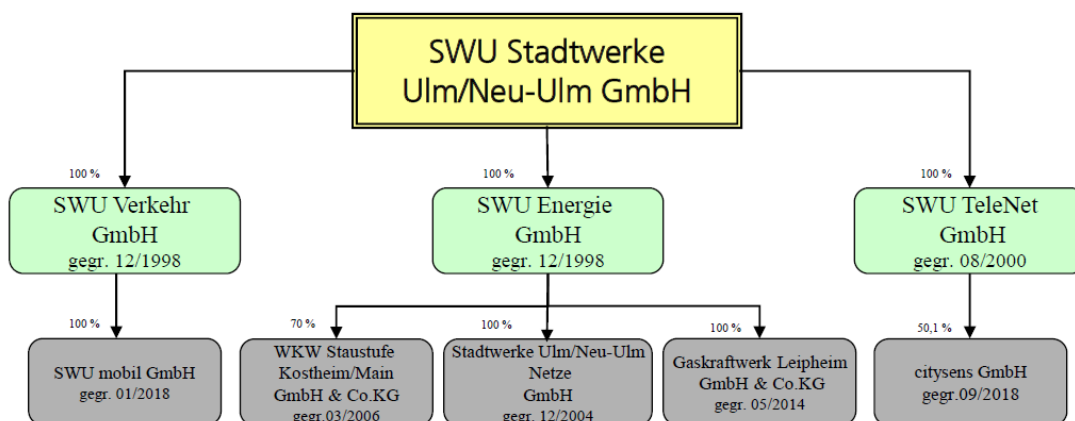 SWU Stadtwerke
Ulm/Neu-Ulm GmbH
100 %
100 %
100 %
SWU Verkehr
GmbH
gegr. 12/1998
SWU Energie
GmbH
gegr. 12/1998
SWU TeleNet
GmbH
gegr. 08/2000
100 %
70 %
100 %
100 %
50,1 %
SWU mobil GmbH
gegr. 01/2018
WKW Staustufe
Kostheim/Main
GmbH & Co.KG
gegr.03/2006
Stadtwerke Ulm/Neu-Ulm
Netze
GmbH
gegr. 12/2004
Gaskraftwerk Leipheim
GmbH & Co.KG
gegr. 05/2014
citysens GmbH
gegr.09/2018